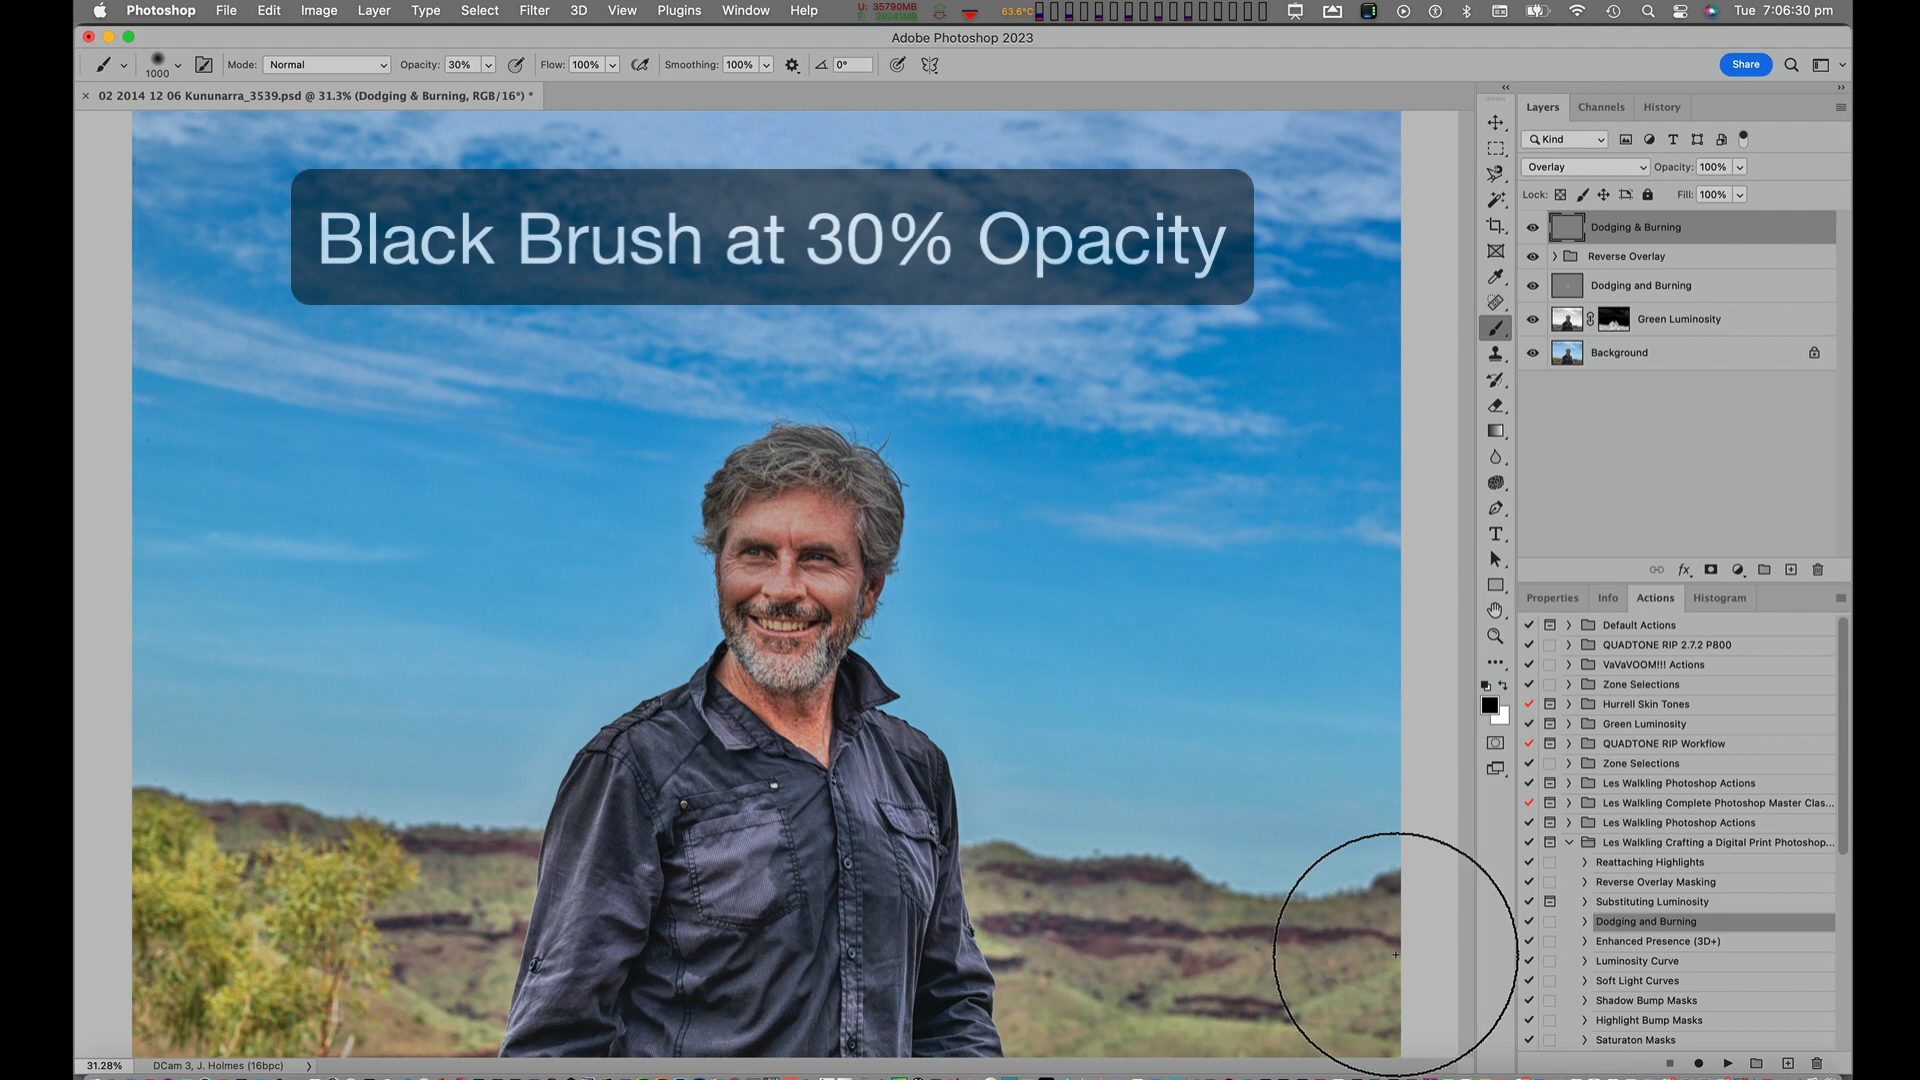 Photoshop File Edit Image Layer Type Select Filter 3D View Plugins Window Help U: 35790MB 63.6°C Tue 7:06:30 pm
Adobe Photoshop 2023
1000 Mode: Normal Opacity: 30% Flow: 100% Smoothing: 100% 0° Share
× 02 2014 12 06 Kununarra_3539.psd @ 31.3% (Dodging & Burning, RGB/16*) *
Black Brush at 30% Opacity
Layers Channels History
Kind
Overlay Opacity: 100%
Lock: Fill: 100%
Dodging & Burning
Reverse Overlay
Dodging and Burning
Green Luminosity
Background
Properties Info Actions Histogram
Default Actions
QUADTONE RIP 2.7.2 P800
VaVaVOOM!!! Actions
Zone Selections
Hurrell Skin Tones
Green Luminosity
QUADTONE RIP Workflow
Zone Selections
Les Walkling Photoshop Actions
Les Walkling Complete Photoshop Master Clas...
Les Walkling Photoshop Actions
Les Walkling Crafting a Digital Print Photoshop...
Reattaching Highlights
Reverse Overlay Masking
Substituting Luminosity
Dodging and Burning
Enhanced Presence (3D+)
Luminosity Curve
Soft Light Curves
Shadow Bump Masks
Highlight Bump Masks
Saturaton Masks
31.28% DCam 3, J. Holmes (16bpc)